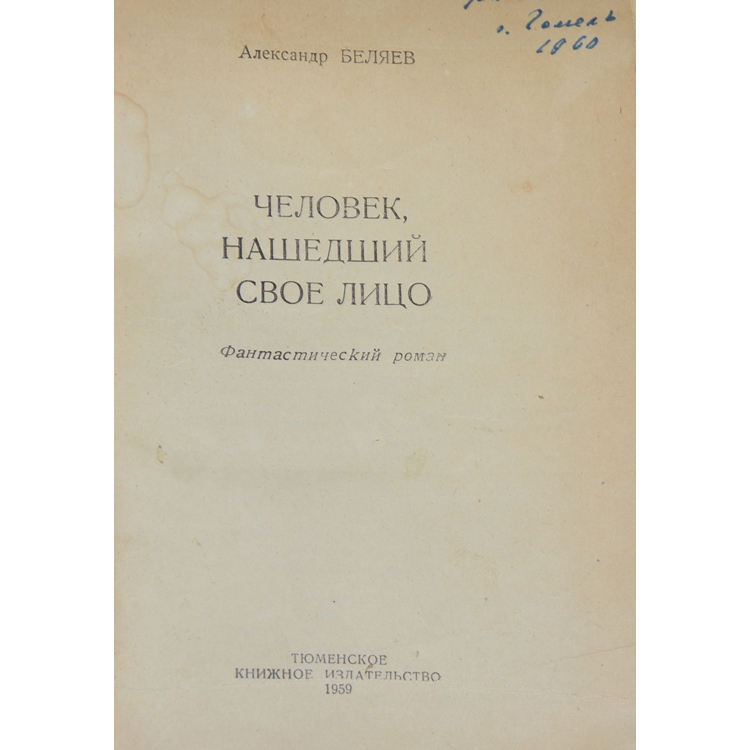 г. Гомель
1960
Александр БЕЛЯЕВ
ЧЕЛОВЕК,
НАШЕДШИЙ
СВОЕ ЛИЦО
Фантастический роман
ТЮМЕНСКОЕ
КНИЖНОЕ ИЗДАТЕЛЬСТВО
1959